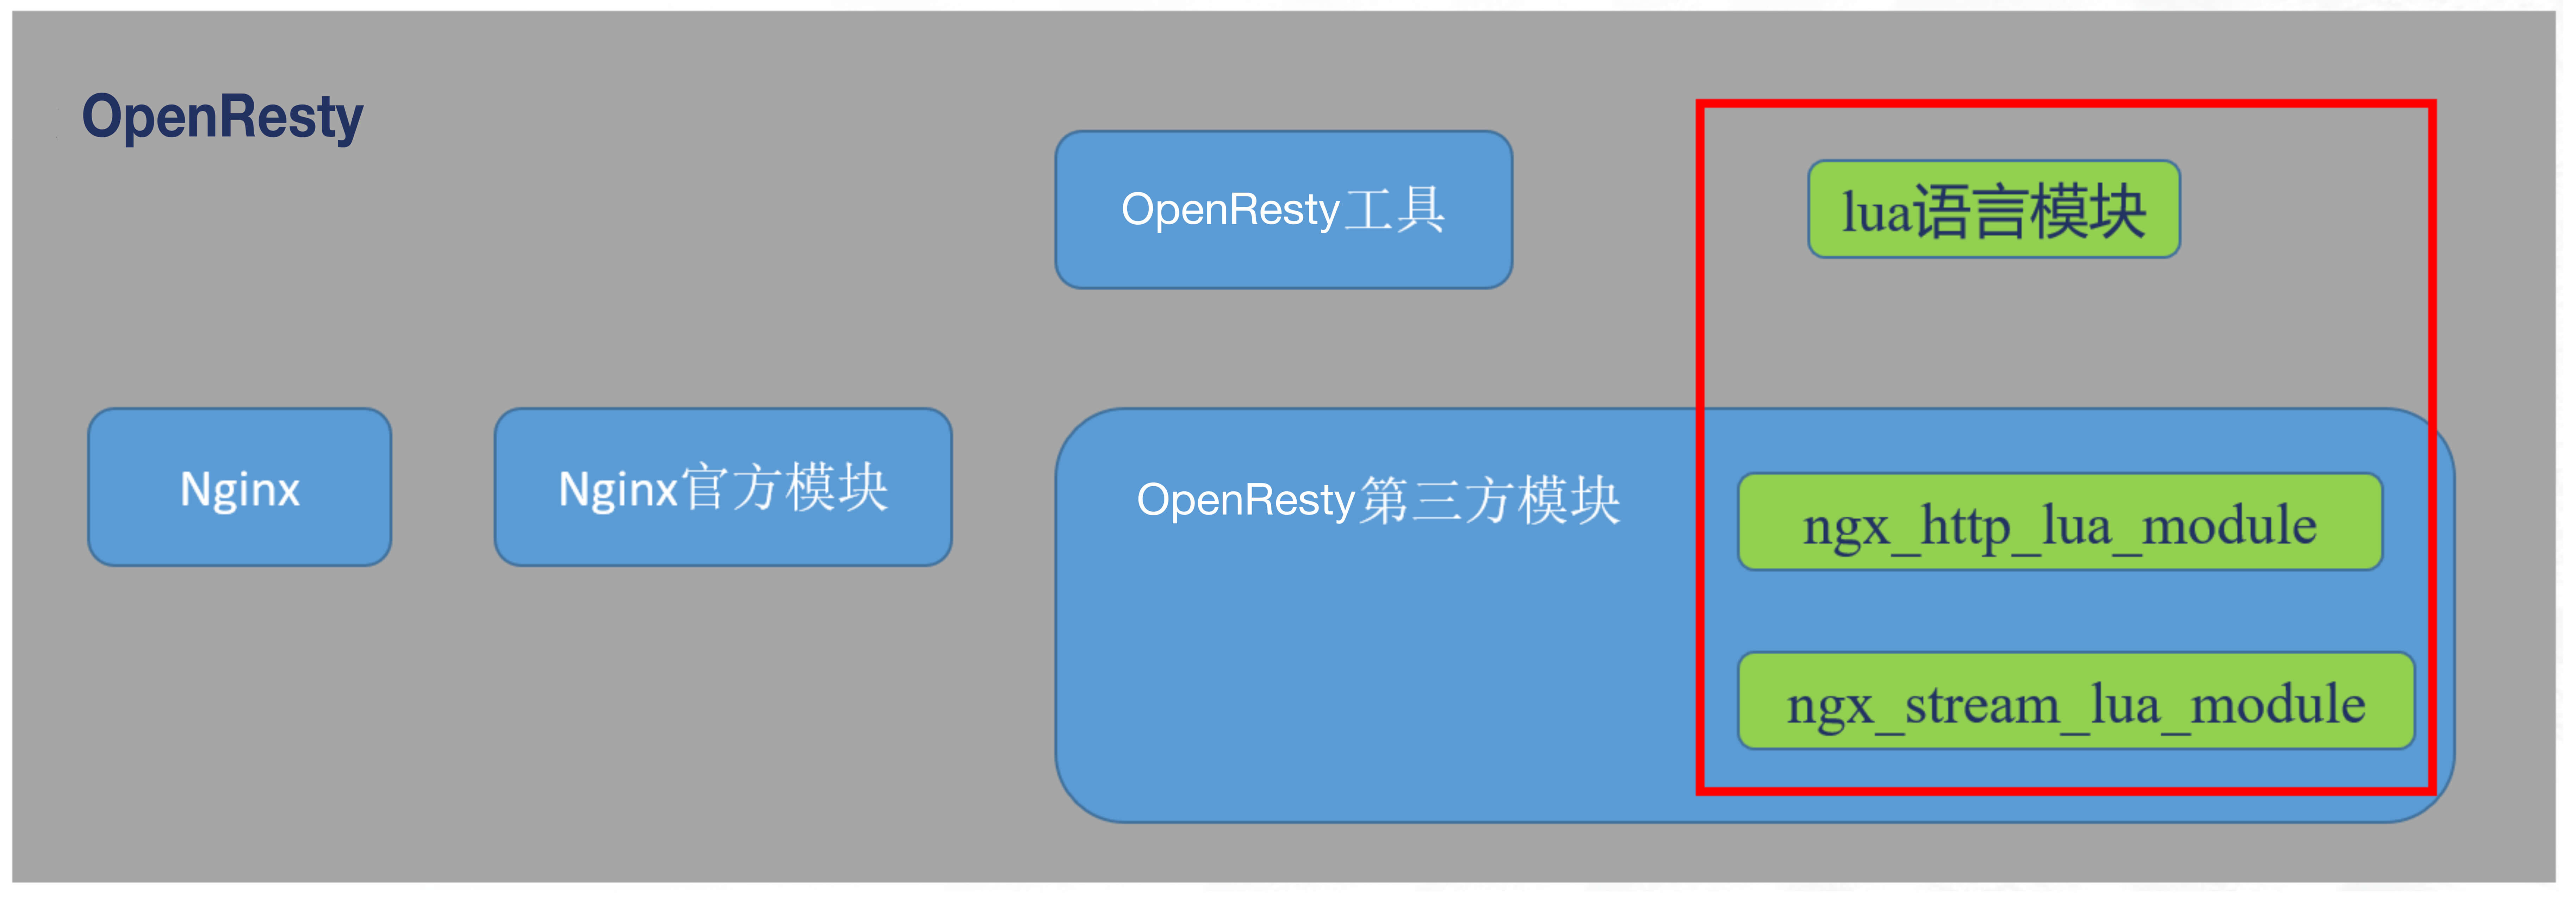 OpenResty
OpenResty工具
lua语言模块
Nginx
Nginx官方模块
OpenResty第三方模块
ngx_http_lua_module
ngx_stream_lua_module